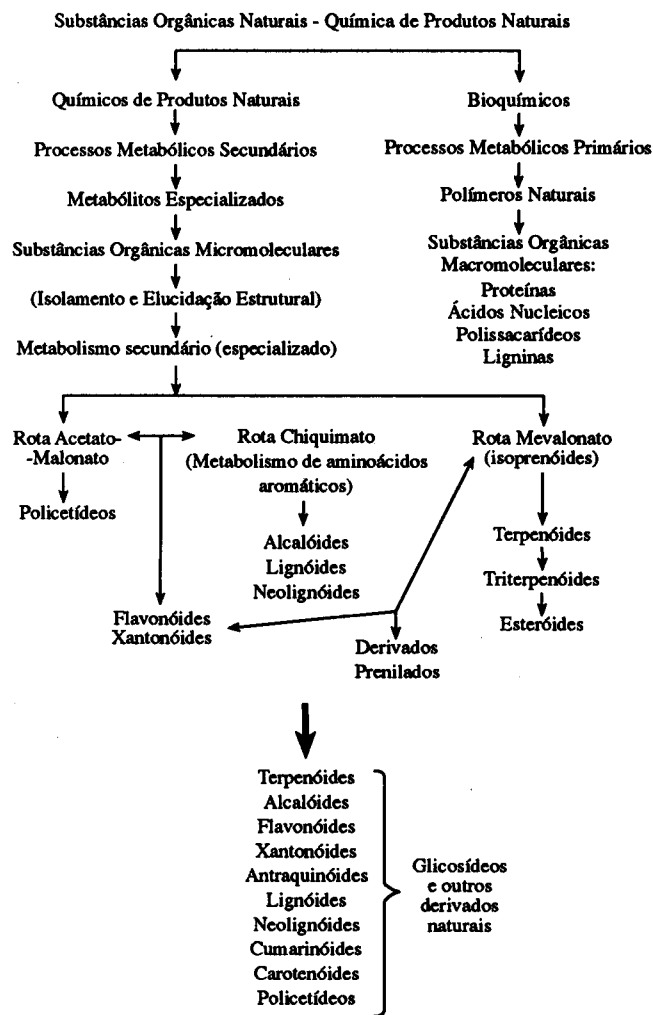 Substâncias Orgânicas Naturais - Química de Produtos Naturais
Químicos de Produtos Naturais
Bioquímicos
Processos Metabólicos Secundários
Processos Metabólicos Primários
Metabólitos Especializados
Polímeros Naturais
Substâncias Orgânicas Micromoleculares
Substâncias Orgânicas
Macromoleculares:
Proteínas
Ácidos Nucleicos
Polissacarídeos
Ligninas
(Isolamento e Elucidação Estrutural)
Metabolismo secundário (especializado)
Rota Acetato-
-Malonato
Policetídeos
Rota Chiquimato
(Metabolismo de aminoácidos
aromáticos)
Alcalóides
Lignóides
Neolignóides
Rota Mevalonato
(isoprenóides)
Terpenóides
Triterpenóides
Esteróides
Flavonóides
Xantonóides
Derivados
Prenilados
Terpenóides
Alcalóides
Flavonóides
Xantonóides
Antraquinóides
Lignóides
Neolignóides
Cumarinóides
Carotenóides
Policetídeos
Glicosídeos
e outros
derivados
naturais